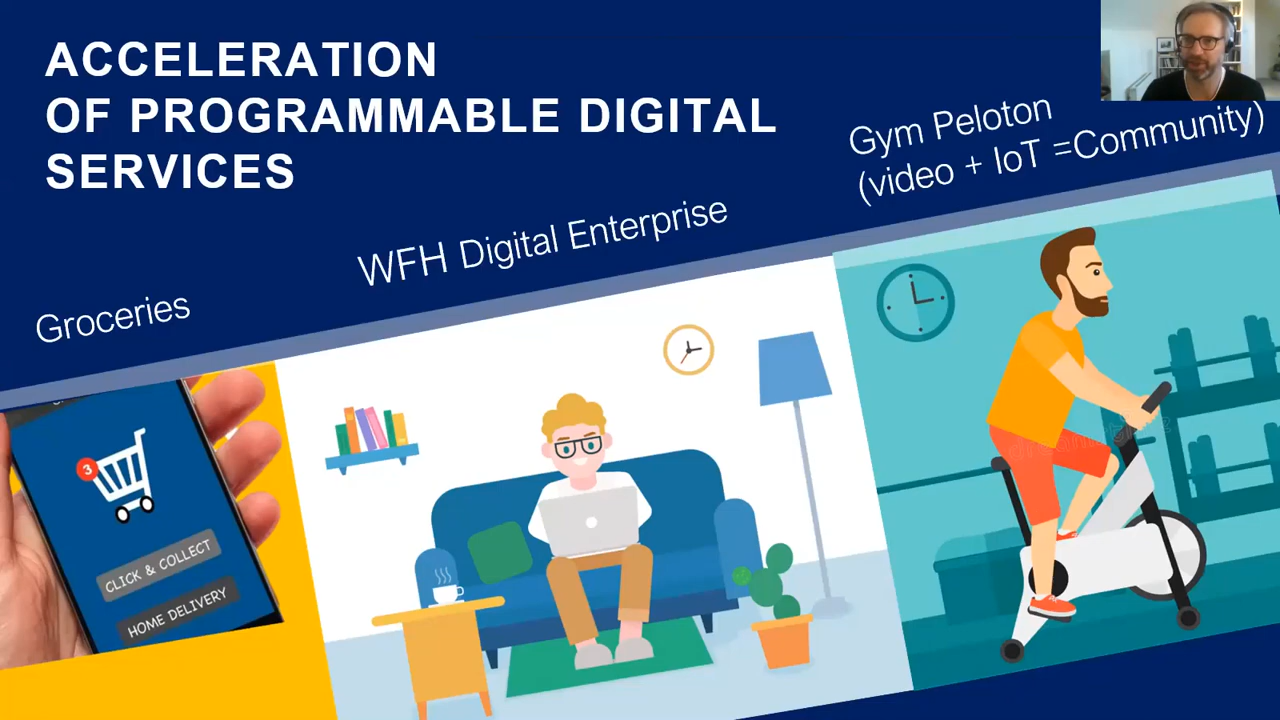 ACCELERATION
OF PROGRAMMABLE DIGITAL
SERVICES
Gym Peloton
(video + IoT =Community)
WFH Digital Enterprise
Groceries
3
CLICK & COLLECT
HOME DELIVERY